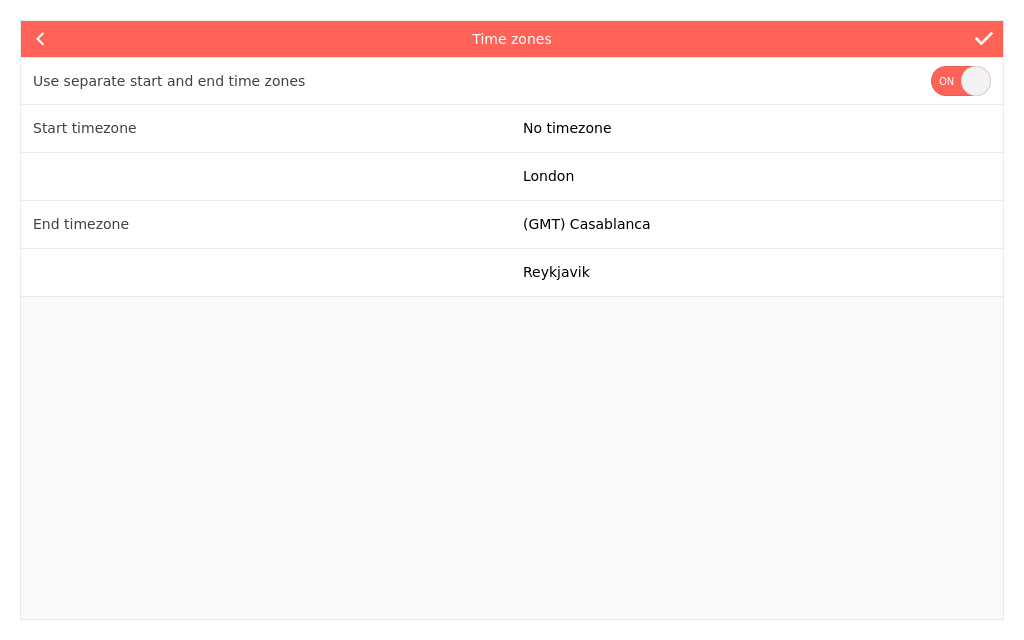 Time zones
Use separate start and end time zones
ON
Start timezone
No timezone
London
End timezone
(GMT) Casablanca
Reykjavik